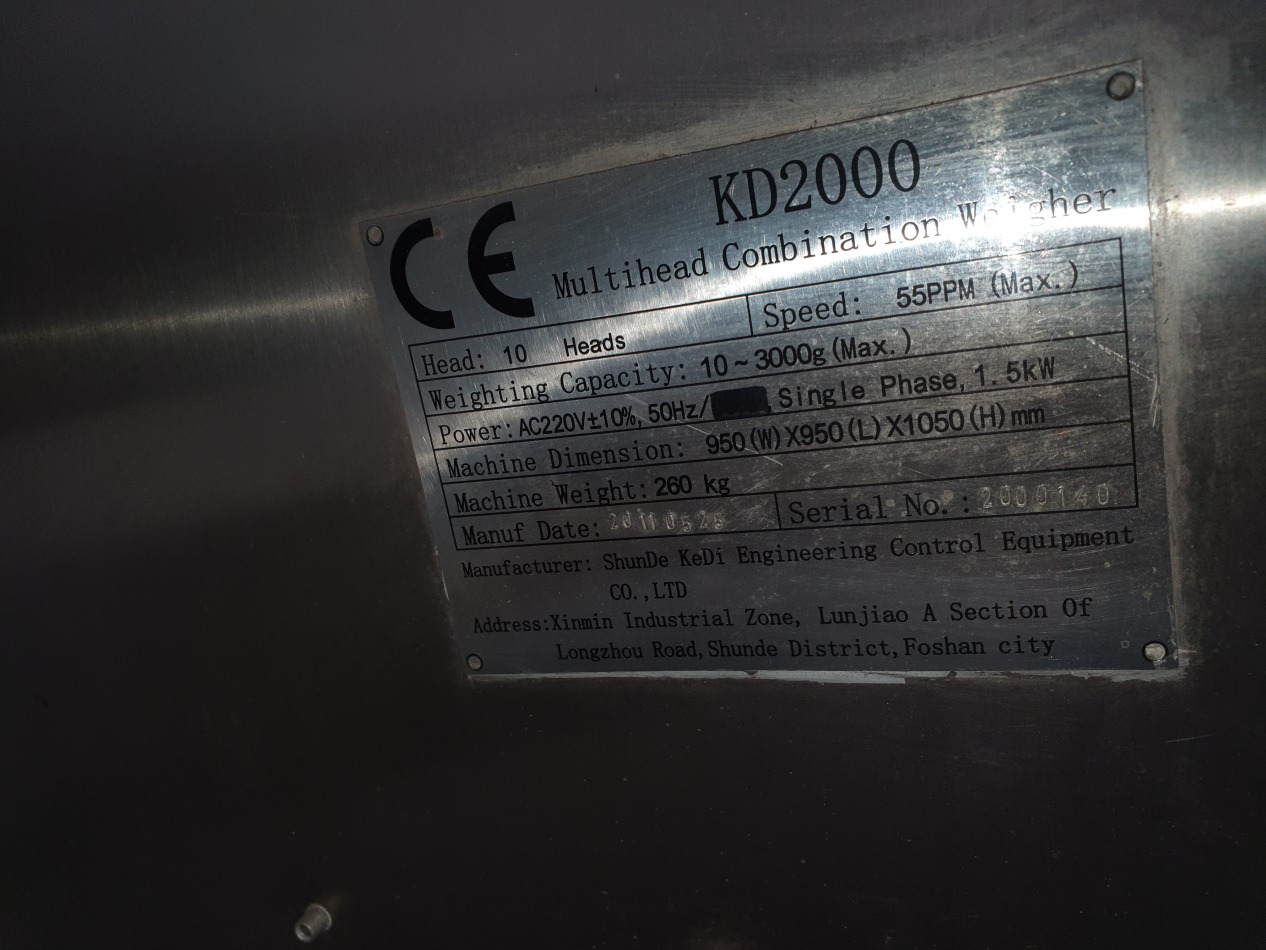 CE
KD2000
Multihead Combination Weigher
Head: 10 Heads Speed: 55PPM (Max.)
Weighting Capacity: 10~3000g (Max.)
Power: AC220V±10%, 50Hz/ Single Phase, 1.5kW
Machine Dimension: 950(W)X950(L)X1050(H)mm
Machine Weight: 260 kg
Manuf Date: 20110525 Serial No.: 2000140
Manufacturer: ShunDe KeDi Engineering Control Equipment
CO.,LTD
Address:Xinmin Industrial Zone, Lunjiao A Section Of
Longzhou Road, Shunde District, Foshan city